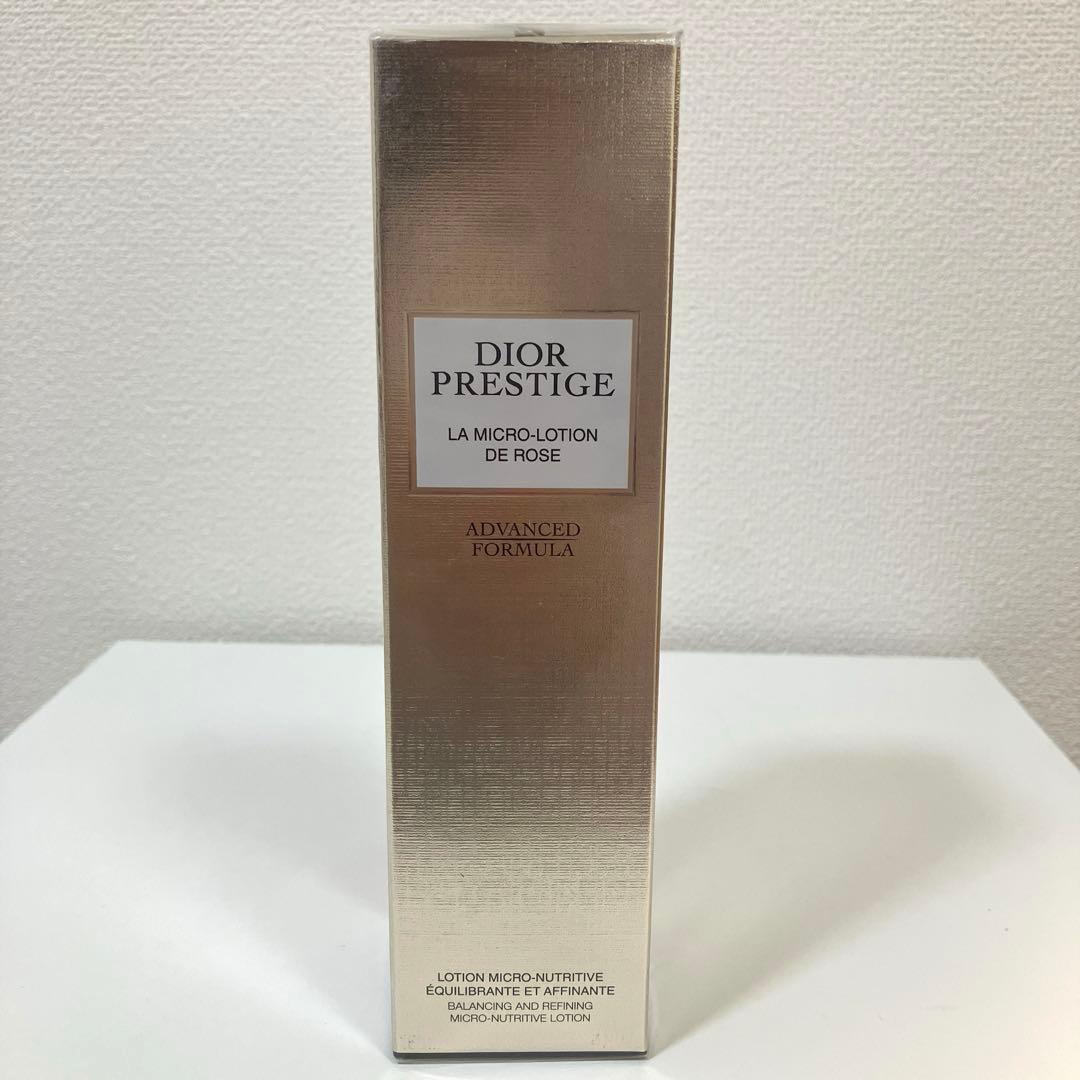 DIOR
PRESTIGE
LA MICRO-LOTION
DE ROSE
ADVANCED
FORMULA
LOTION MICRO-NUTRITIVE
ÉQUILIBRANTE ET AFFINANTE
BALANCING AND REFINING
MICRO-NUTRITIVE LOTION